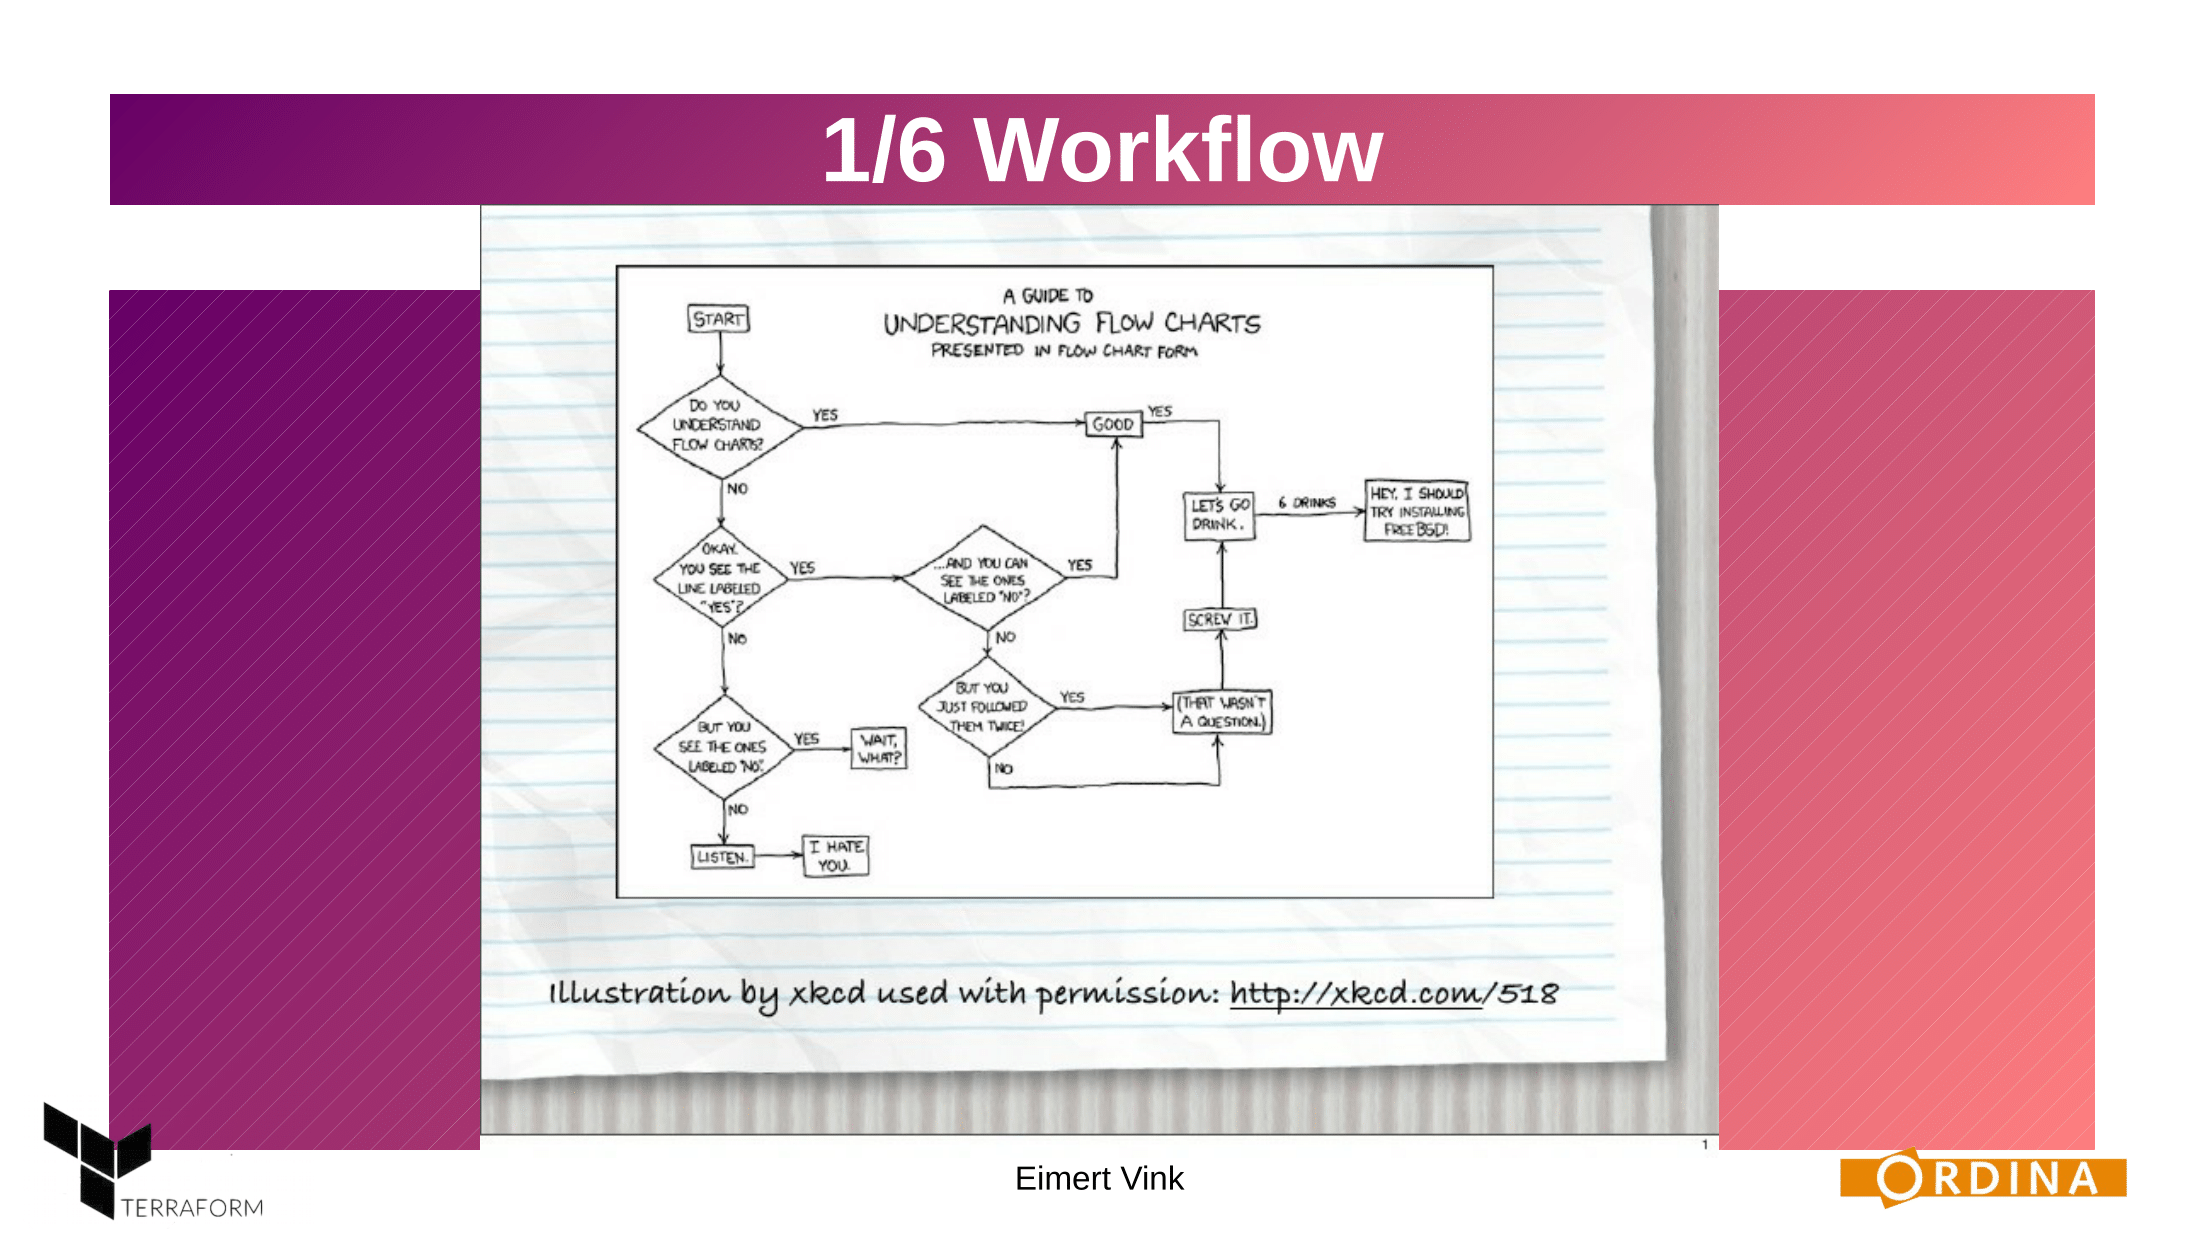 1/6 Workflow
A GUIDE TO
UNDERSTANDING FLOW CHARTS
PRESENTED IN FLOW CHART FORM
START
DO YOU
UNDERSTAND
FLOW CHARTS?
YES
GOOD
YES
NO
LET'S GO
DRINK.
6 DRINKS
HEY, I SHOULD
TRY INSTALLING
FREEBSD!
OKAY.
YOU SEE THE
LINE LABELED
"YES"?
YES
...AND YOU CAN
SEE THE ONES
LABELED "NO"?
YES
NO
NO
SCREW IT.
BUT YOU
SEE THE ONES
LABELED "NO".
YES
WAIT,
WHAT?
BUT YOU
JUST FOLLOWED
THEM TWICE!
YES
(THAT WASN'T
A QUESTION.)
NO
NO
LISTEN.
I HATE
YOU.
Illustration by xkcd used with permission: http://xkcd.com/518
1
Eimert Vink
TERRAFORM
ORDINA